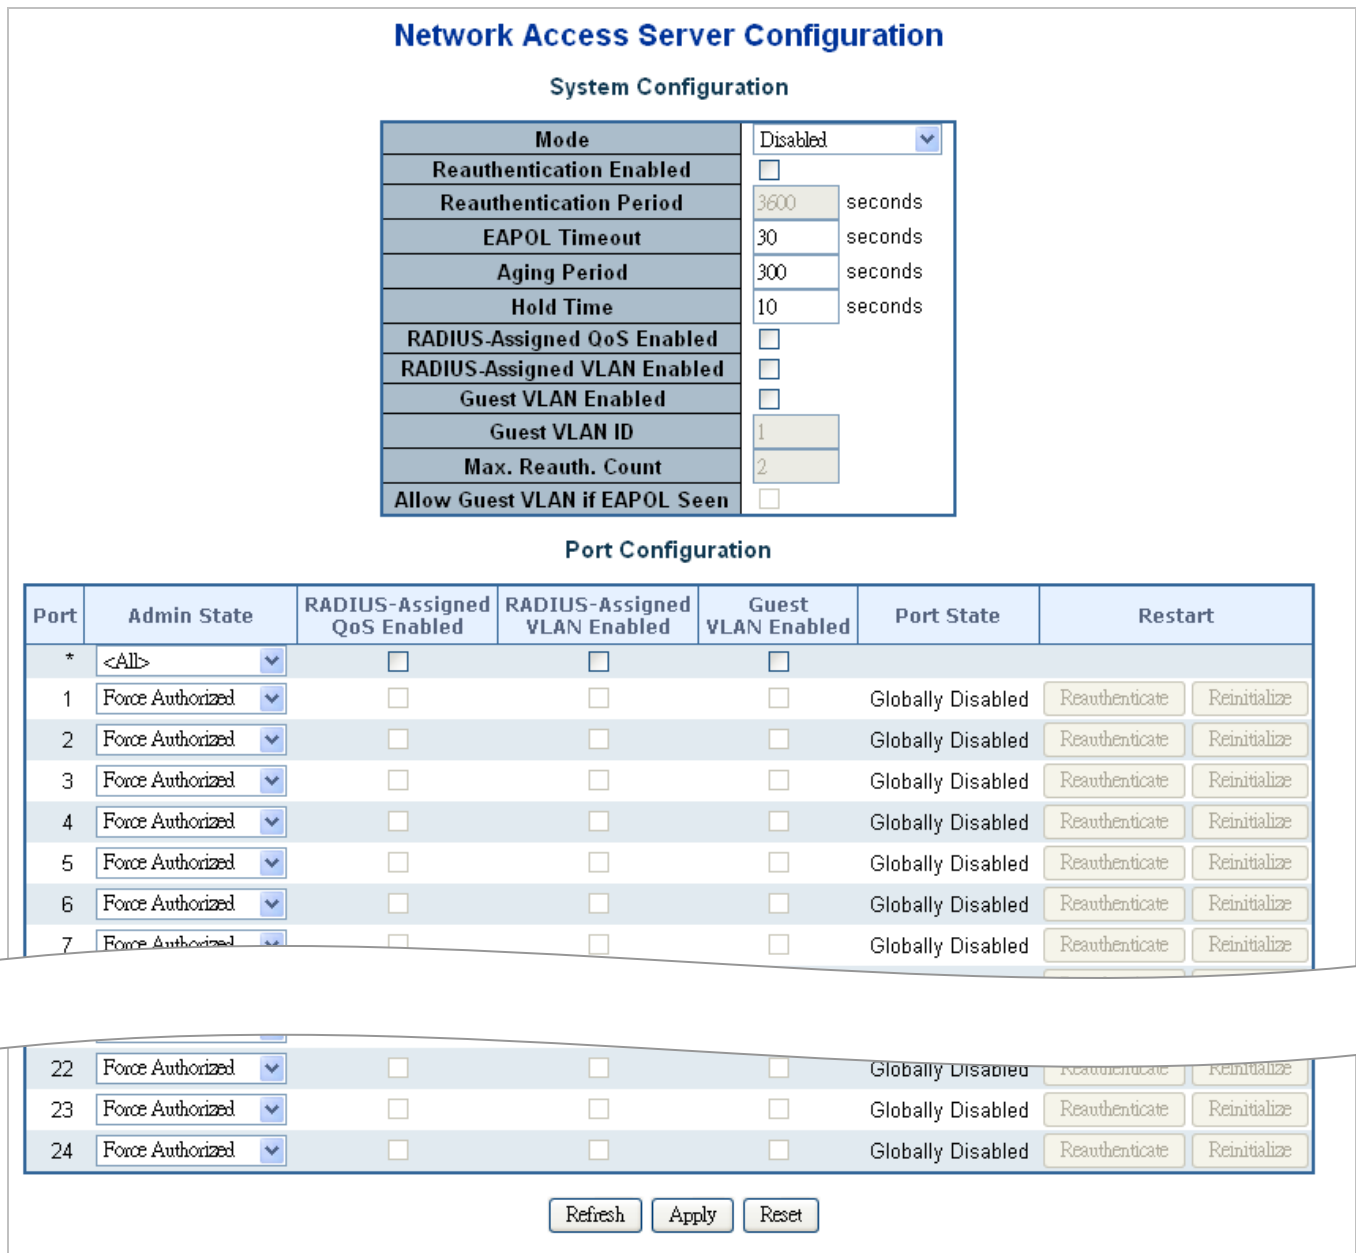 Network Access Server Configuration
System Configuration
Mode Disabled
Reauthentication Enabled
Reauthentication Period 3600 seconds
EAPOL Timeout 30 seconds
Aging Period 300 seconds
Hold Time 10 seconds
RADIUS-Assigned QoS Enabled
RADIUS-Assigned VLAN Enabled
Guest VLAN Enabled
Guest VLAN ID 1
Max. Reauth. Count 2
Allow Guest VLAN if EAPOL Seen
Port Configuration
Port Admin State RADIUS-Assigned QoS Enabled RADIUS-Assigned VLAN Enabled Guest VLAN Enabled Port State Restart
* <All>
1 Force Authorized Globally Disabled Reauthenticate Reinitialize
2 Force Authorized Globally Disabled Reauthenticate Reinitialize
3 Force Authorized Globally Disabled Reauthenticate Reinitialize
4 Force Authorized Globally Disabled Reauthenticate Reinitialize
5 Force Authorized Globally Disabled Reauthenticate Reinitialize
6 Force Authorized Globally Disabled Reauthenticate Reinitialize
7 Force Authorized Globally Disabled Reauthenticate Reinitialize
22 Force Authorized Globally Disabled Reauthenticate Reinitialize
23 Force Authorized Globally Disabled Reauthenticate Reinitialize
24 Force Authorized Globally Disabled Reauthenticate Reinitialize
Refresh Apply Reset